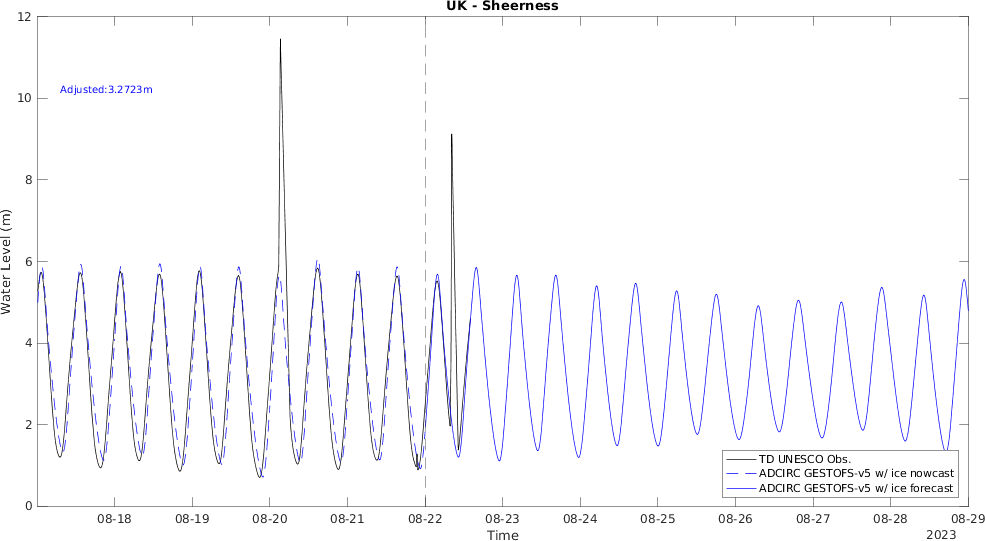 UK - Sheerness
12
10
8
6
4
2
0
Water Level (m)
Adjusted:3.2723m
TD UNESCO Obs.
ADCIRC GESTOFS-v5 w/ ice nowcast
ADCIRC GESTOFS-v5 w/ ice forecast
08-18 08-19 08-20 08-21 08-22 08-23 08-24 08-25 08-26 08-27 08-28 08-29
Time
2023